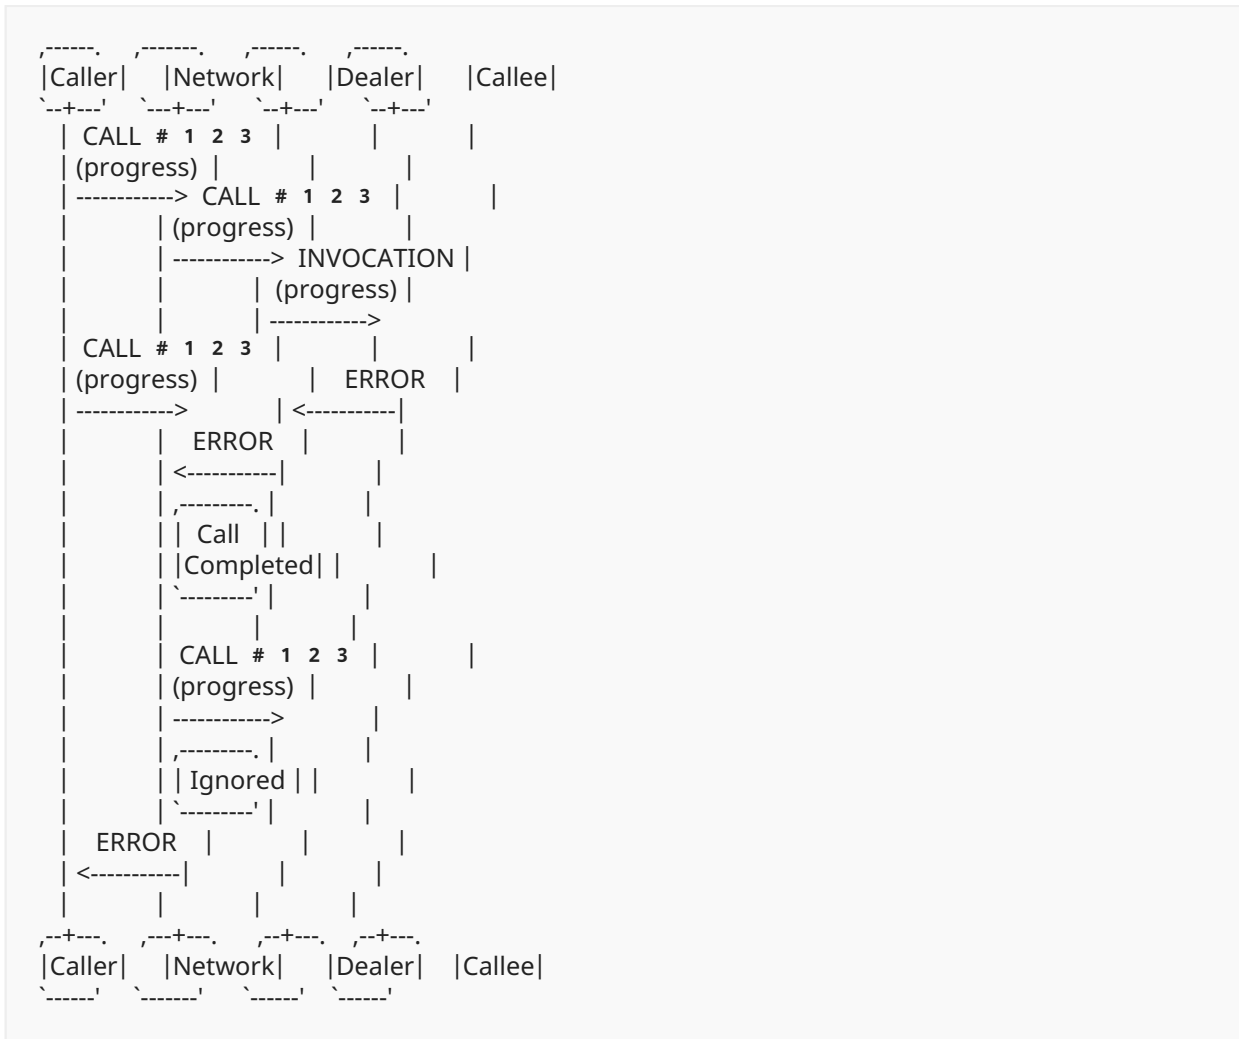 ,------.     ,-------.      ,------.      ,------.
|Caller|     |Network|      |Dealer|      |Callee|
`--+---'     `---+---'      `--+---'      `--+---'
   | CALL # 1 2 3  |             |             |
   | (progress)  |             |             |
   | ------------>  CALL # 1 2 3  |             |
   |             | (progress)  |             |
   |             | ------------>  INVOCATION |
   |             |             |  (progress) |
   |             |             | ------------>
   | CALL # 1 2 3  |             |             |
   | (progress)  |             |    ERROR    |
   | ------------>             | <-----------|
   |             |    ERROR    |             |
   |             | <-----------|             |
   |             | ,---------. |             |
   |             | |  Call   | |             |
   |             | |Completed| |             |
   |             | `---------' |             |
   |             |             |             |
   |             | CALL # 1 2 3  |             |
   |             | (progress)  |             |
   |             | ------------>             |
   |             | ,---------. |             |
   |             | | Ignored | |             |
   |             | `---------' |             |
   |    ERROR    |             |             |
   | <-----------|             |             |
   |             |             |             |
,--+---.     ,---+---.      ,--+---.    ,--+---.
|Caller|     |Network|      |Dealer|    |Callee|
`------'     `-------'      `------'    `------'